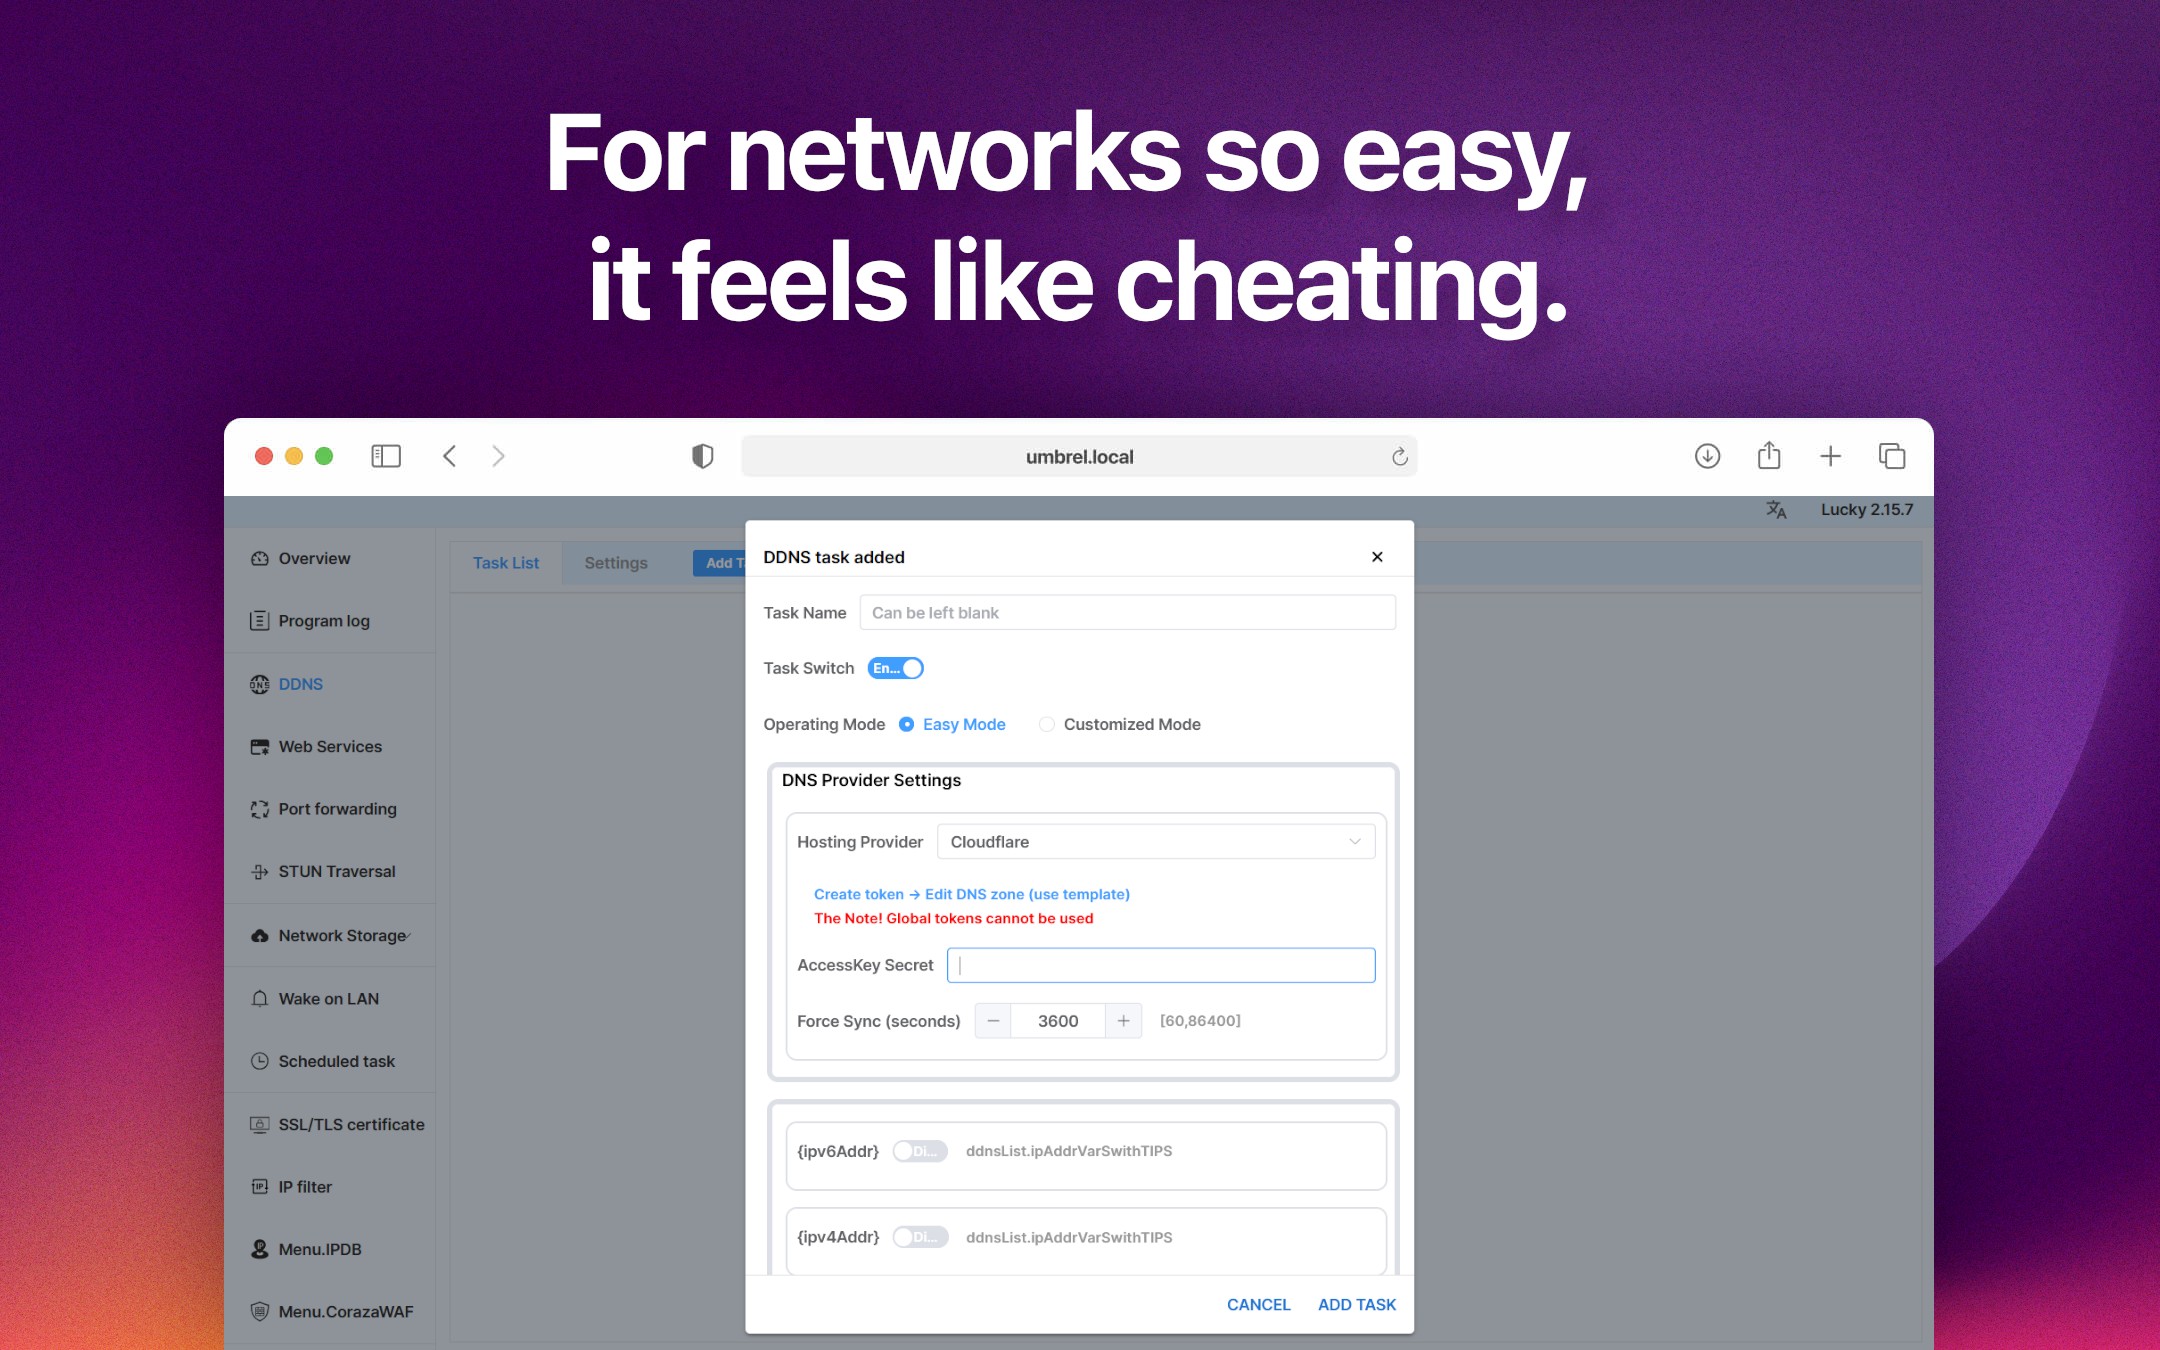 For networks so easy,
it feels like cheating.
umbrel.local
Lucky 2.15.7
Overview
Program log
DDNS
Web Services
Port forwarding
STUN Traversal
Network Storage
Wake on LAN
Scheduled task
SSL/TLS certificate
IP filter
Menu.IPDB
Menu.CorazaWAF
Task List Settings Add T
DDNS task added
Task Name Can be left blank
Task Switch En...
Operating Mode Easy Mode Customized Mode
DNS Provider Settings
Hosting Provider Cloudflare
Create token → Edit DNS zone (use template)
The Note! Global tokens cannot be used
AccessKey Secret
Force Sync (seconds) 3600 [60,86400]
{ipv6Addr} Di... ddnsList.ipAddrVarSwithTIPS
{ipv4Addr} Di... ddnsList.ipAddrVarSwithTIPS
CANCEL ADD TASK